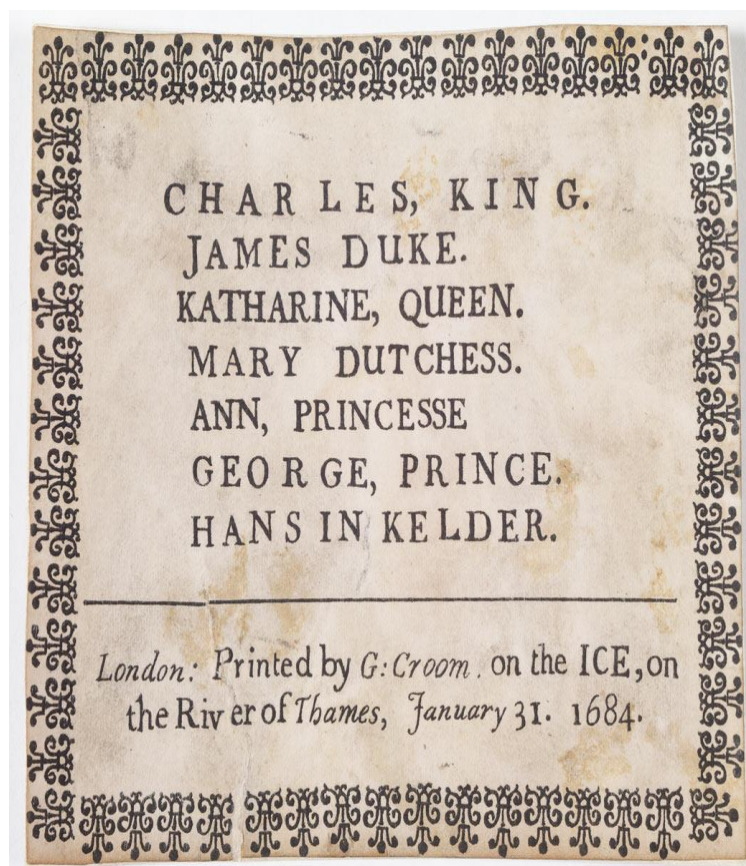 CHARLES, KING.
JAMES DUKE.
KATHARINE, QUEEN.
MARY DUTCHESS.
ANN, PRINCESSE
GEORGE, PRINCE.
HANS IN KELDER.
London: Printed by G: Croom. on the ICE, on
the River of Thames, January 31. 1684.